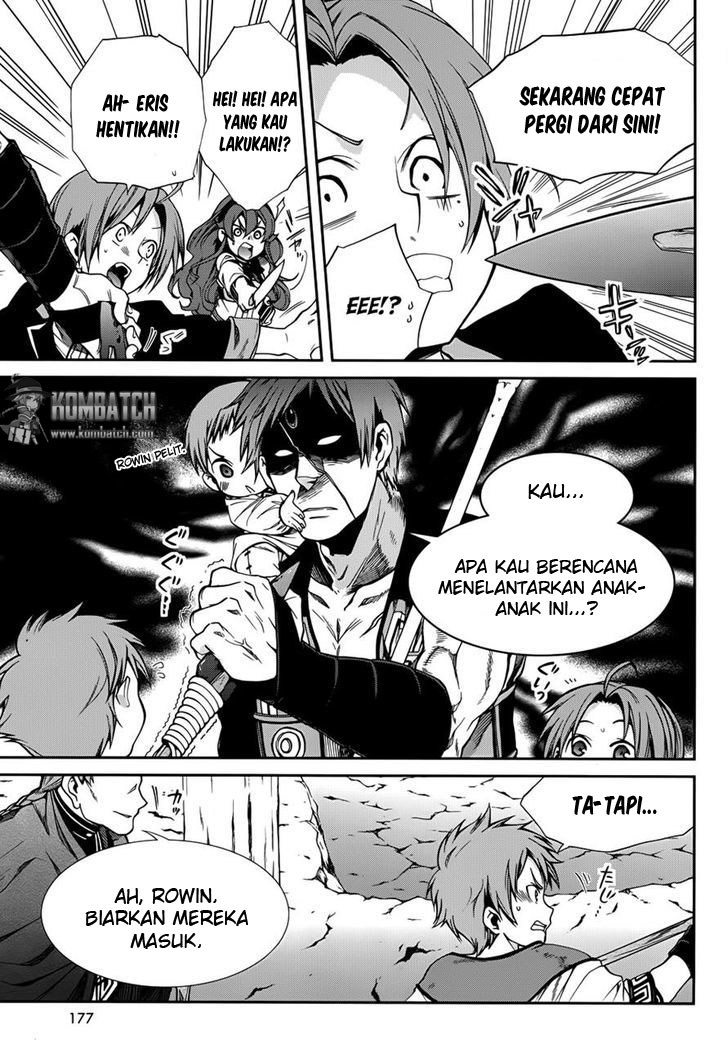 SEKARANG CEPAT
PERGI DARI SINI!
EEE!?
HEI! HEI! APA
YANG KAU
LAKUKAN!?
AH- ERIS
HENTIKAN!!
KOMBATCH
www.kombatch.com
ROWIN PELIT.
KAU...
APA KAU BERENCANA
MENELANTARKAN ANAK-
ANAK INI...?
TA-TAPI...
AH, ROWIN,
BIARKAN MEREKA
MASUK.
177